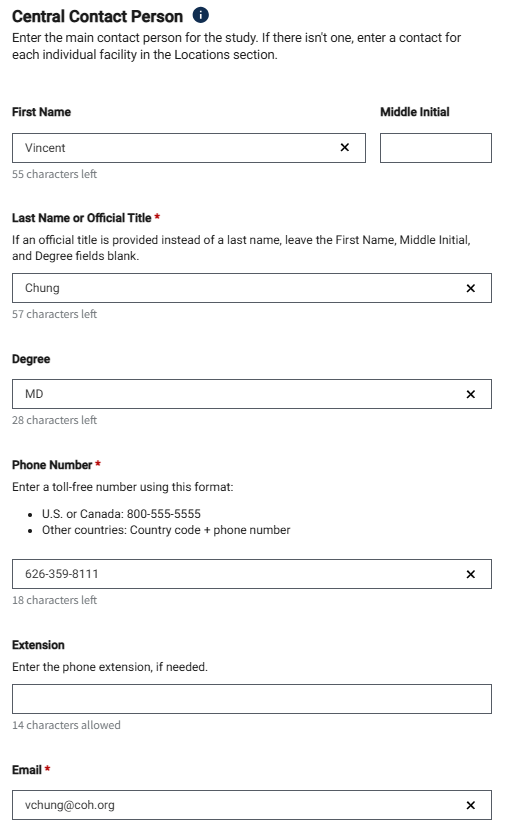 Central Contact Person
Enter the main contact person for the study. If there isn't one, enter a contact for
each individual facility in the Locations section.
First Name
Middle Initial
Vincent
55 characters left
Last Name or Official Title *
If an official title is provided instead of a last name, leave the First Name, Middle Initial,
and Degree fields blank.
Chung
57 characters left
Degree
MD
28 characters left
Phone Number *
Enter a toll-free number using this format:
• U.S. or Canada: 800-555-5555
• Other countries: Country code + phone number
626-359-8111
18 characters left
Extension
Enter the phone extension, if needed.
14 characters allowed
Email *
vchung@coh.org